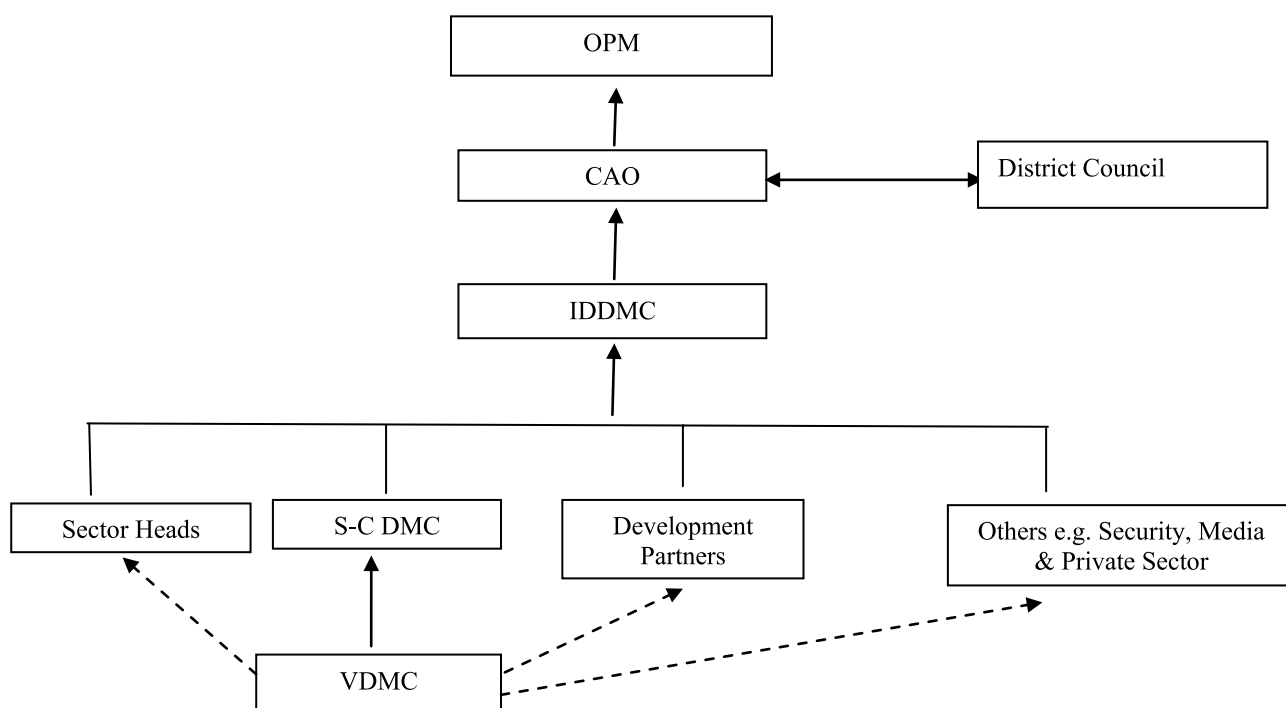 OPM
CAO
District Council
IDDMC
Sector Heads
S-C DMC
Development
Partners
Others e.g. Security, Media
& Private Sector
VDMC